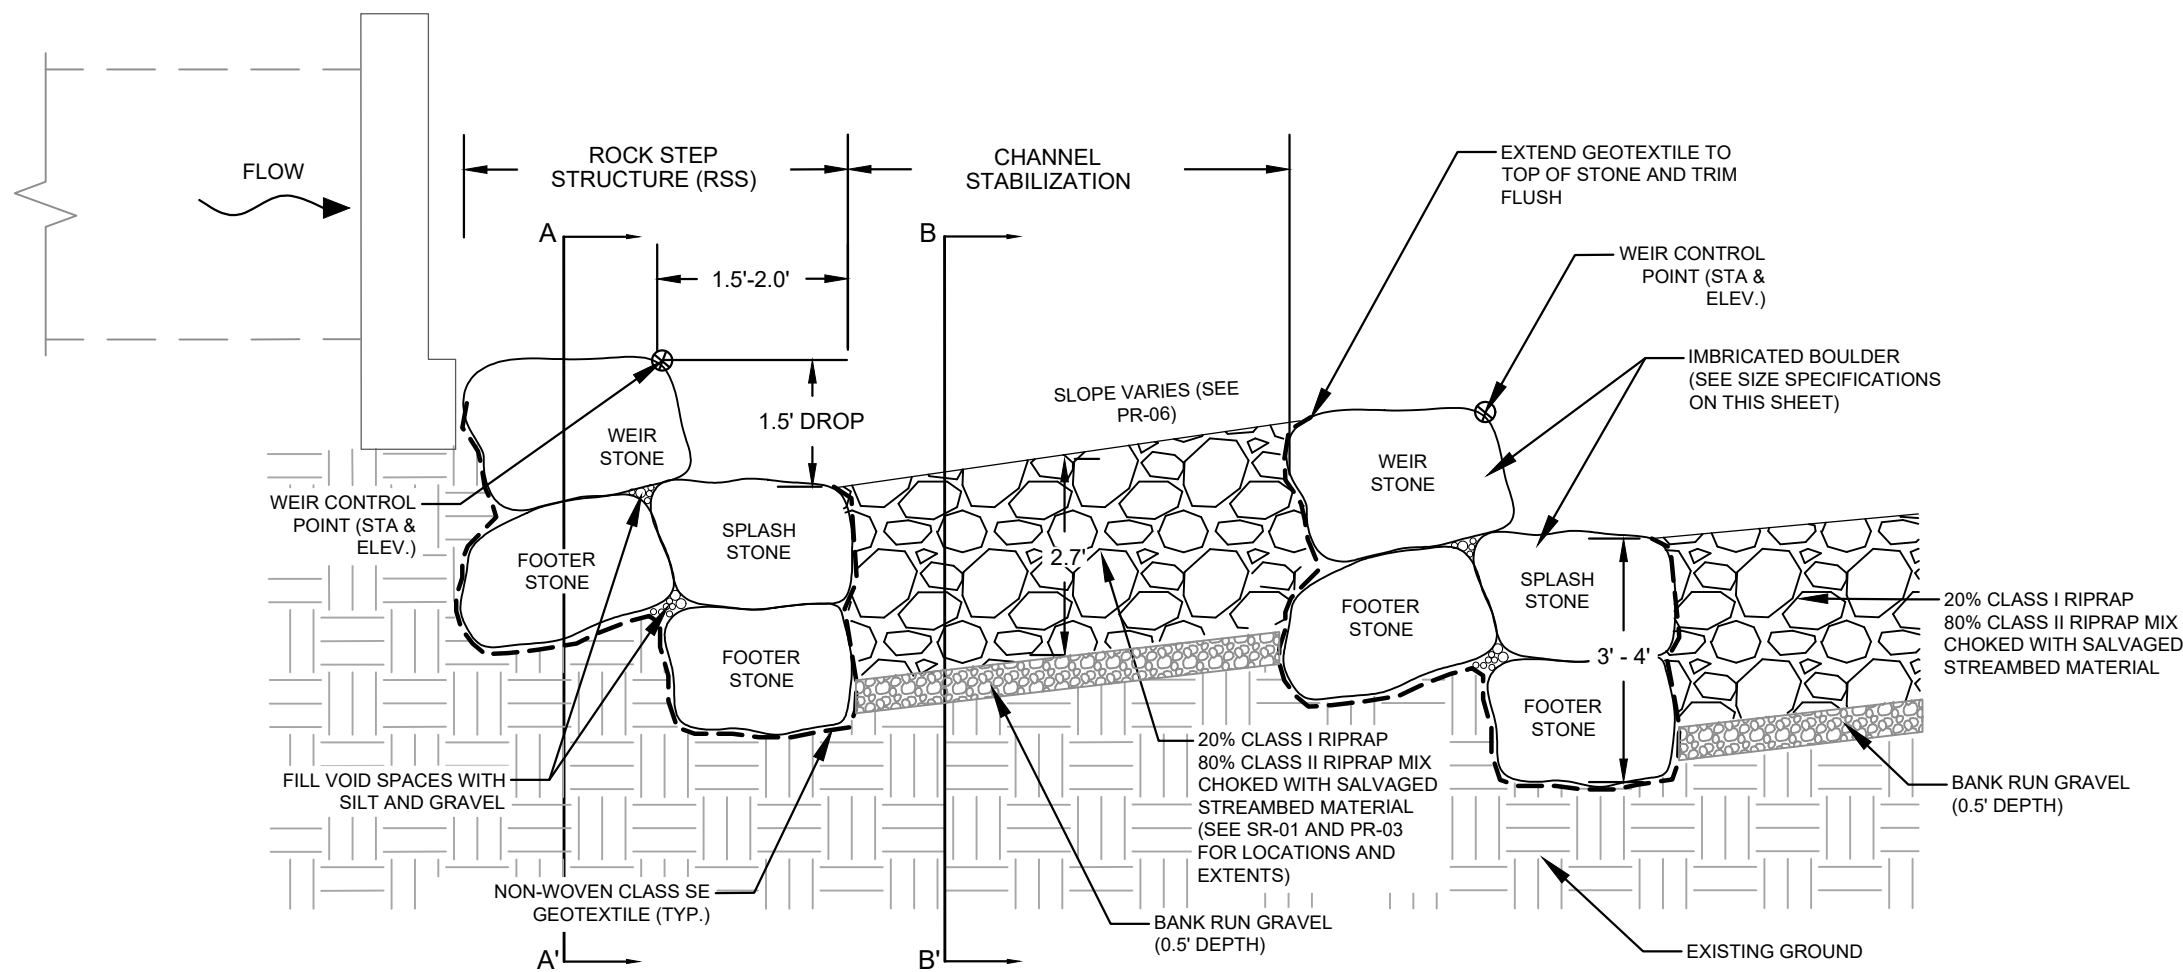 FLOW
ROCK STEP
STRUCTURE (RSS)
CHANNEL
STABILIZATION
EXTEND GEOTEXTILE TO
TOP OF STONE AND TRIM
FLUSH
A
B
1.5'-2.0'
WEIR CONTROL
POINT (STA &
ELEV.)
IMBRICATED BOULDER
(SEE SIZE SPECIFICATIONS
ON THIS SHEET)
SLOPE VARIES (SEE
PR-06)
1.5' DROP
WEIR
STONE
WEIR
STONE
WEIR CONTROL
POINT (STA &
ELEV.)
SPLASH
STONE
FOOTER
STONE
2.7'
SPLASH
STONE
FOOTER
STONE
20% CLASS I RIPRAP
80% CLASS II RIPRAP MIX
CHOKED WITH SALVAGED
STREAMBED MATERIAL
FOOTER
STONE
3' - 4'
FOOTER
STONE
FILL VOID SPACES WITH
SILT AND GRAVEL
20% CLASS I RIPRAP
80% CLASS II RIPRAP MIX
CHOKED WITH SALVAGED
STREAMBED MATERIAL
(SEE SR-01 AND PR-03
FOR LOCATIONS AND
EXTENTS)
BANK RUN GRAVEL
(0.5' DEPTH)
NON-WOVEN CLASS SE
GEOTEXTILE (TYP.)
BANK RUN GRAVEL
(0.5' DEPTH)
EXISTING GROUND
A'
B'